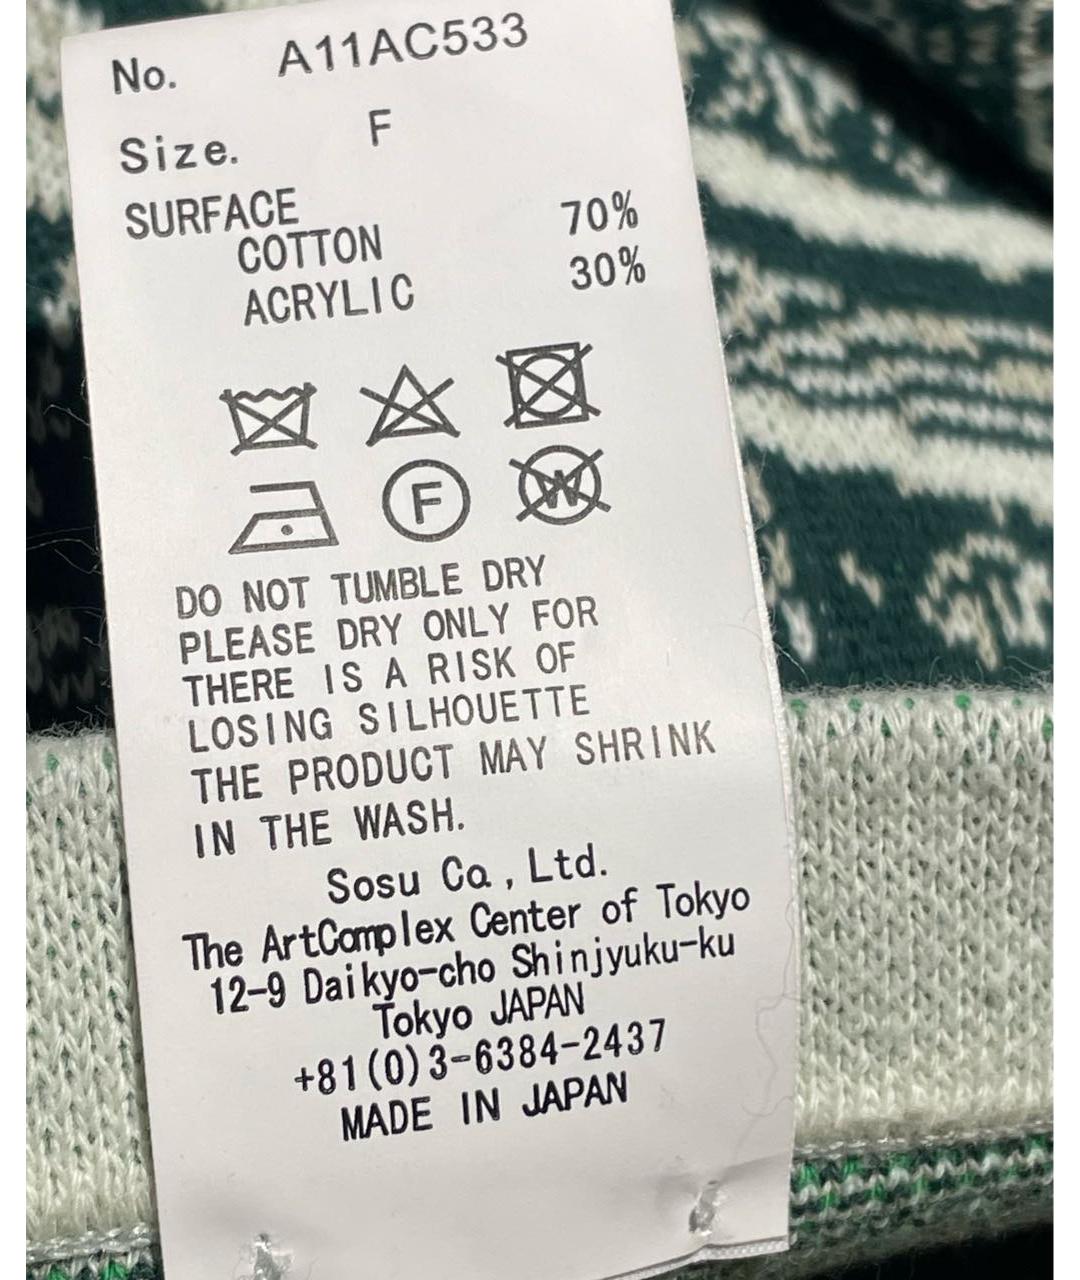 No. A11AC533
Size. F
SURFACE
COTTON 70%
ACRYLIC 30%
F W
DO NOT TUMBLE DRY
PLEASE DRY ONLY FOR
THERE IS A RISK OF
LOSING SILHOUETTE
THE PRODUCT MAY SHRINK
IN THE WASH.
Sosu Co,Ltd.
The ArtComplex Center of Tokyo
12-9 Daikyo-cho Shinjyuku-ku
Tokyo JAPAN
+81(0)3-6384-2437
MADE IN JAPAN